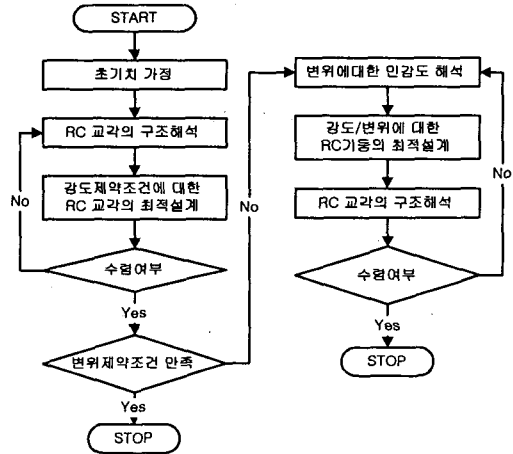 START
초기치 가정
RC 교각의 구조해석
강도제약조건에 대한
RC 교각의 최적설계
No
수렴여부
Yes
변위제약조건 만족
Yes
STOP
No
변위에대한 민감도 해석
강도/변위에 대한
RC기둥의 최적설계
RC 교각의 구조해석
No
수렴여부
Yes
STOP